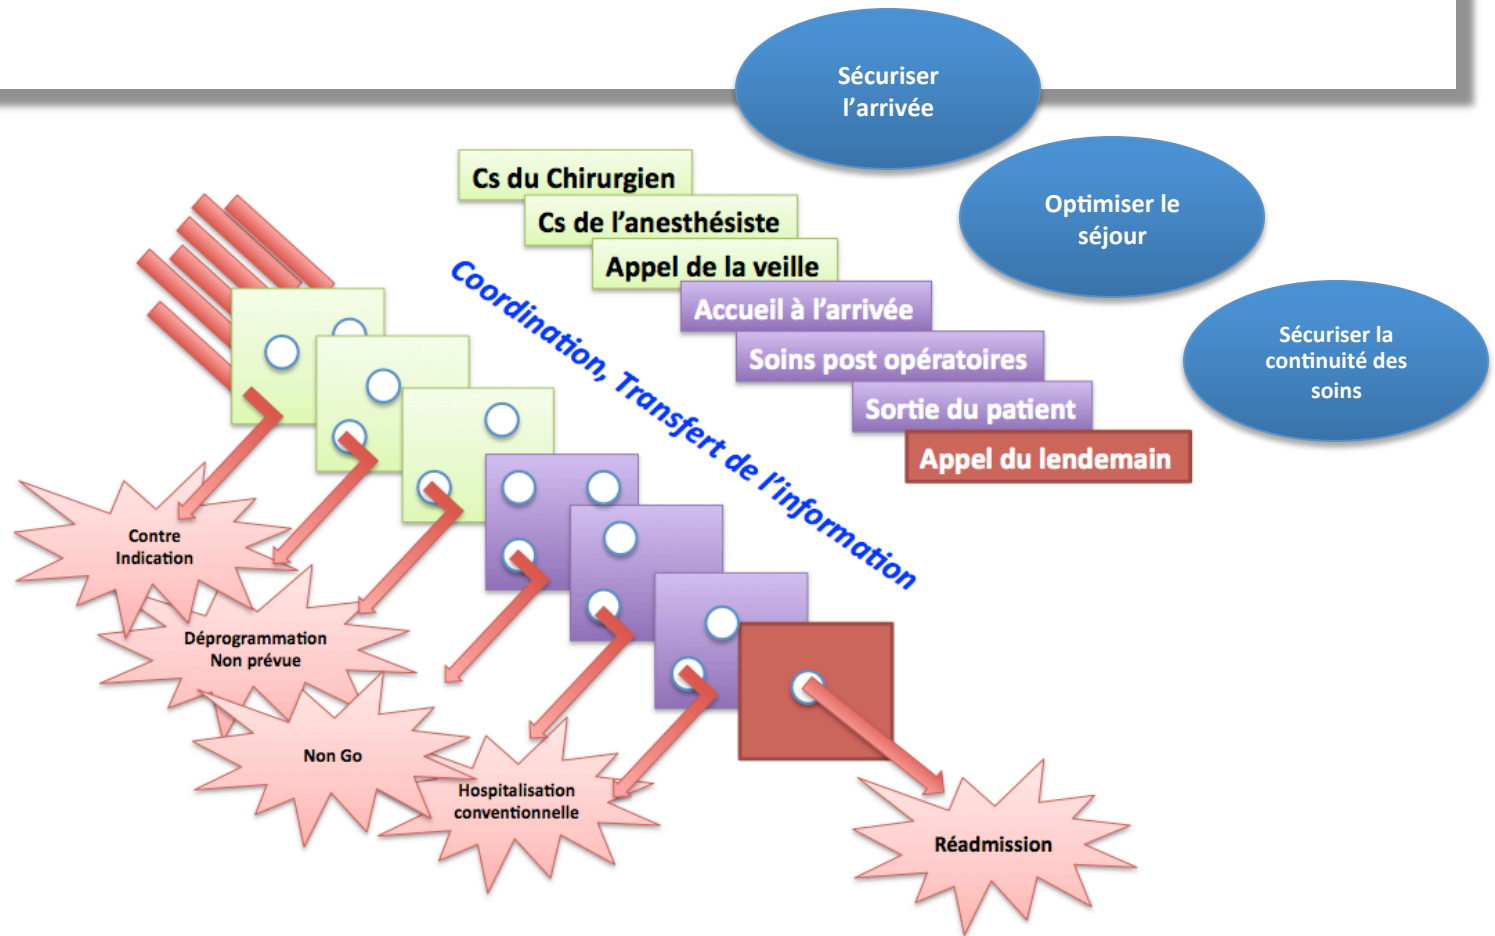 Sécuriser
l’arrivée
Cs du Chirurgien
Cs de l’anesthésiste
Optimiser le
séjour
Appel de la veille
Accueil à l’arrivée
Soins post opératoires
Sortie du patient
Appel du lendemain
Sécuriser la
continuité des
soins
Coordination, Transfert de l’information
Contre
Indication
Déprogrammation
Non prévue
Non Go
Hospitalisation
conventionnelle
Réadmission